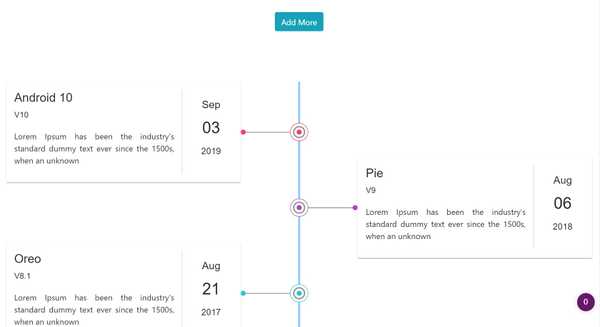 Add More
Android 10
V10
Lorem Ipsum has been the industry's
standard dummy text ever since the 1500s,
when an unknown
Sep
03
2019
Pie
V9
Lorem Ipsum has been the industry's
standard dummy text ever since the 1500s,
when an unknown
Aug
06
2018
Oreo
V8.1
Lorem Ipsum has been the industry's
standard dummy text ever since the 1500s,
Aug
21
2017
0